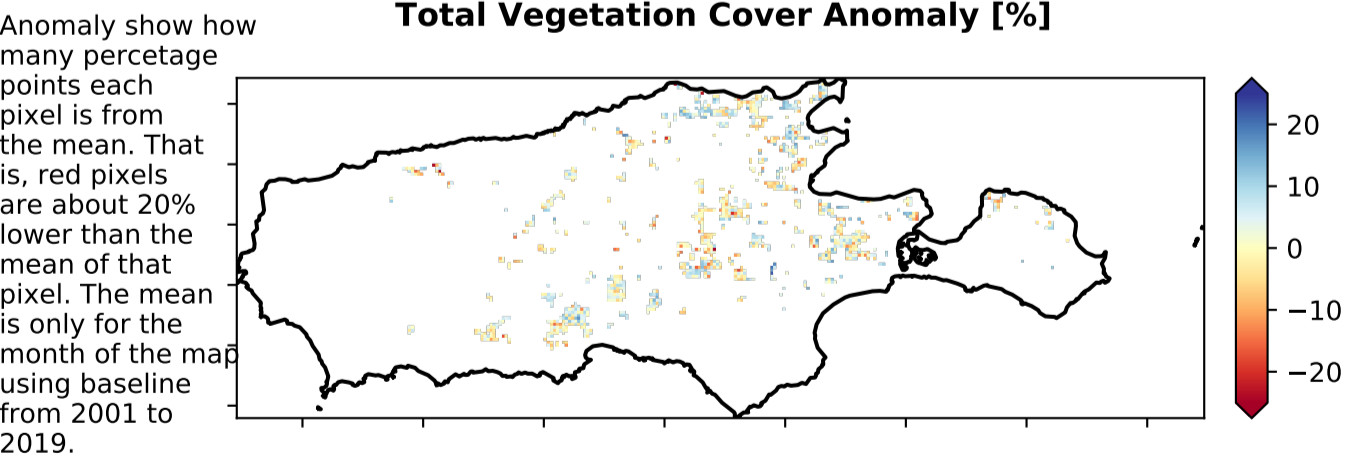 Total Vegetation Cover Anomaly [%]
Anomaly show how
many percetage
points each
pixel is from
the mean. That
is, red pixels
are about 20%
lower than the
mean of that
pixel. The mean
is only for the
month of the map
using baseline
from 2001 to
2019.
20
10
0
−10
−20